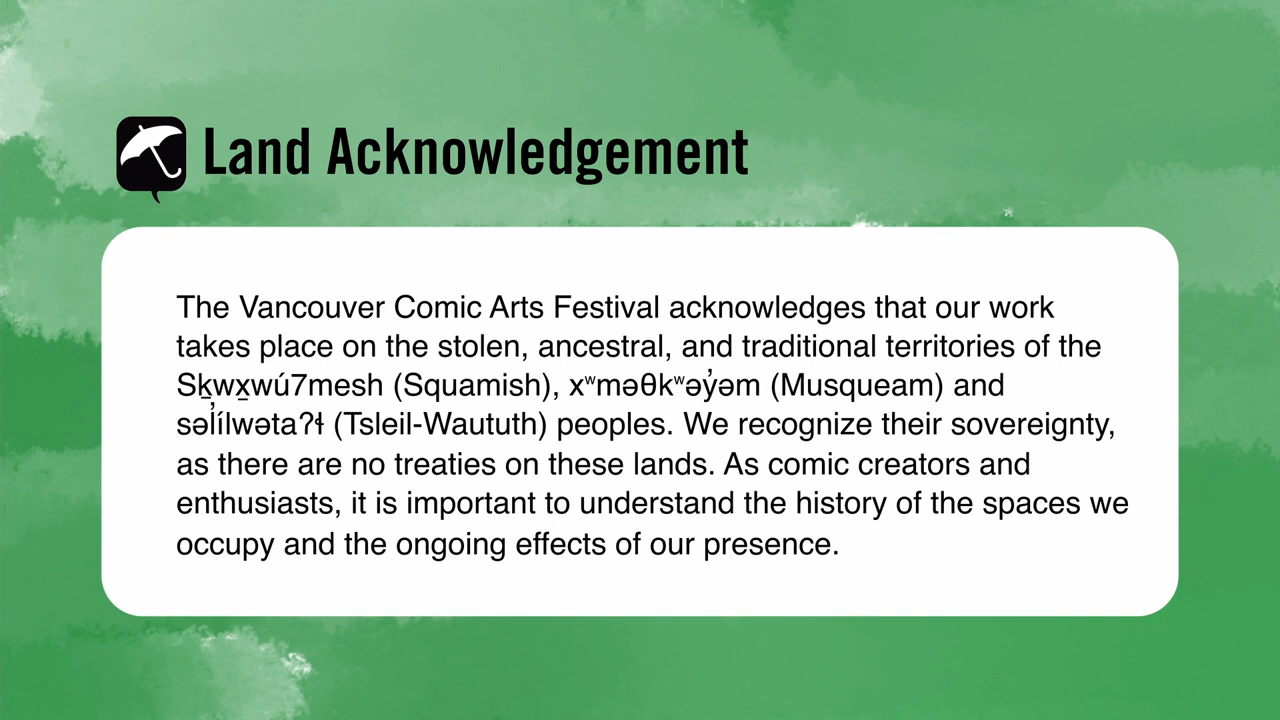 Land Acknowledgement
The Vancouver Comic Arts Festival acknowledges that our work
takes place on the stolen, ancestral, and traditional territories of the
Sḵwx̱wú7mesh (Squamish), xʷməθkʷəy̓əm (Musqueam) and
səl̓ílwətaʔɬ (Tsleil-Waututh) peoples. We recognize their sovereignty,
as there are no treaties on these lands. As comic creators and
enthusiasts, it is important to understand the history of the spaces we
occupy and the ongoing effects of our presence.